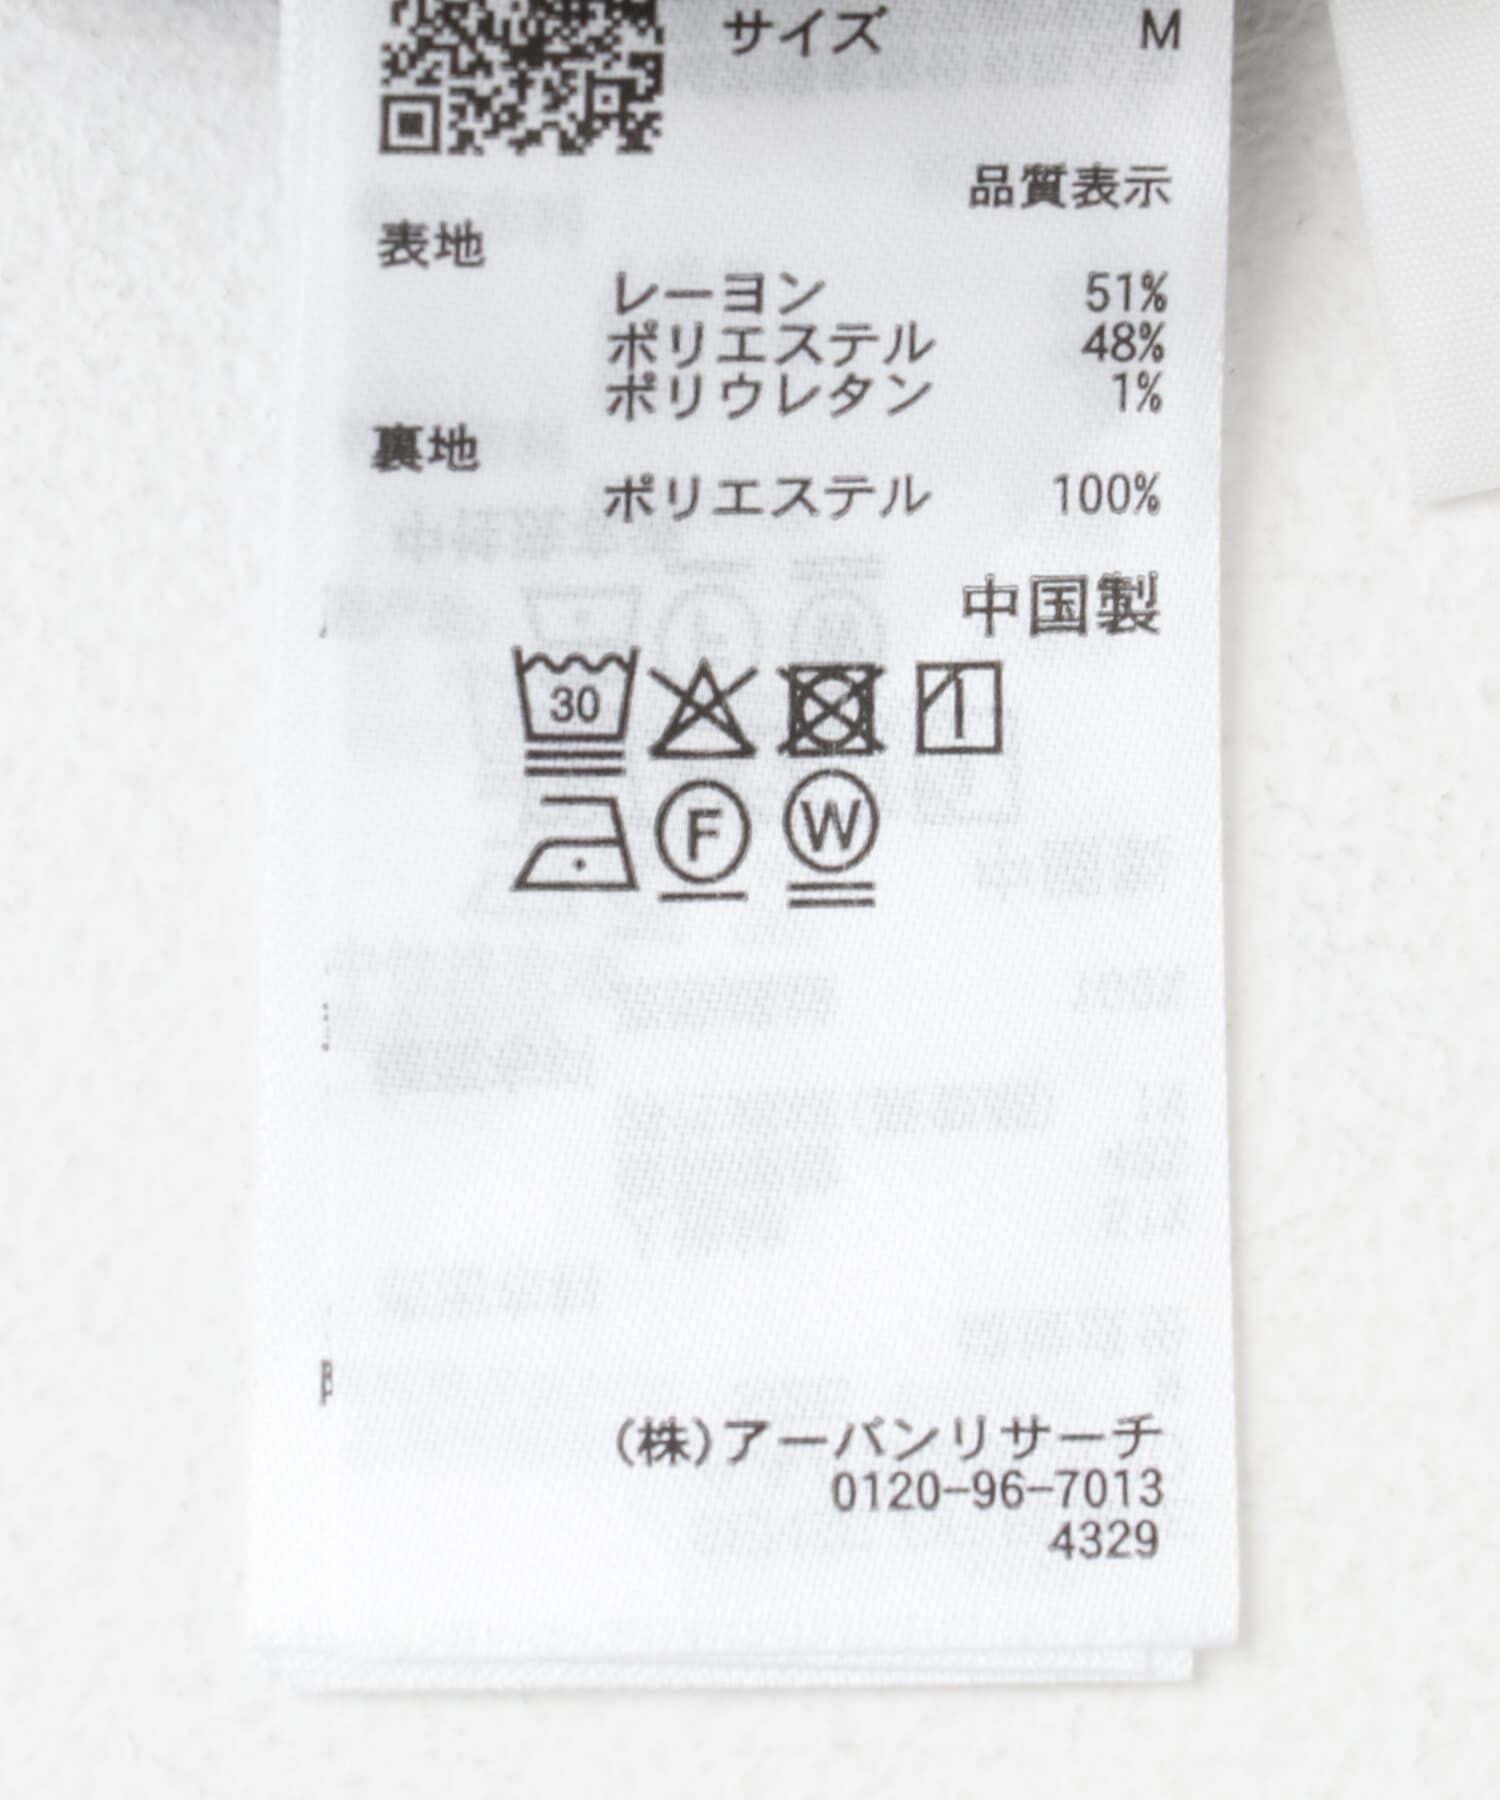 サイズ M
品質表示
表地
レーヨン 51%
ポリエステル 48%
ポリウレタン 1%
裏地
ポリエステル 100%
中国製
30
F W
(株)アーバンリサーチ
0120-96-7013
4329